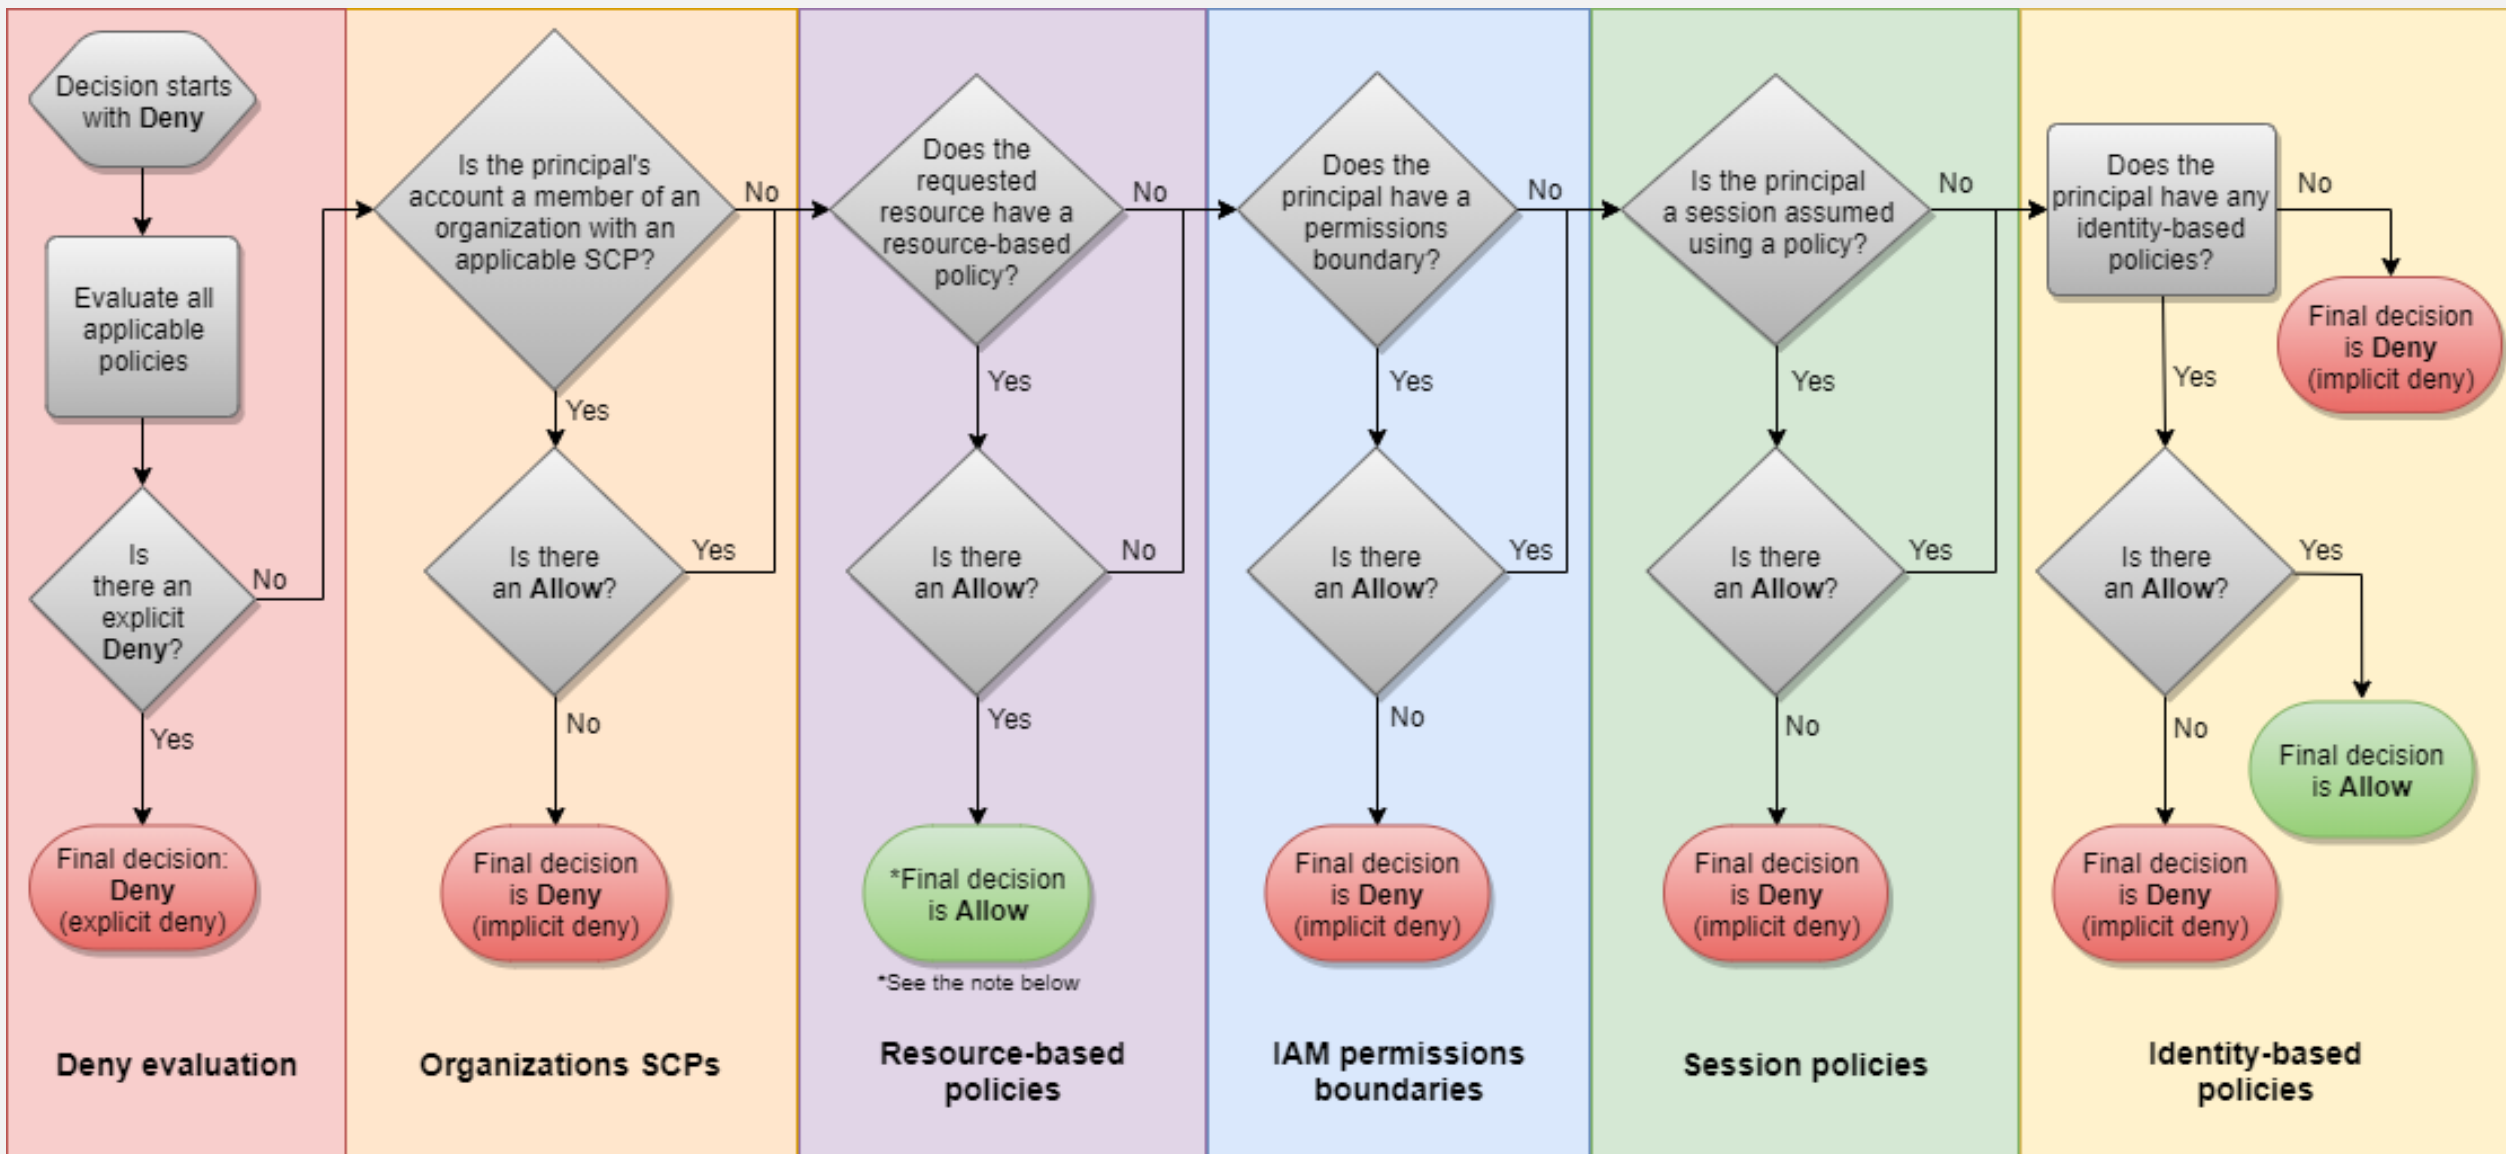 Decision starts
with Deny
Evaluate all
applicable
policies
Is
there an
explicit
Deny?
No
Yes
Final decision:
Deny
(explicit deny)
Deny evaluation
Is the principal's
account a member of an
organization with an
applicable SCP?
No
Yes
Is there
an Allow?
Yes
No
Final decision
is Deny
(implicit deny)
Organizations SCPs
Does the
requested
resource have a
resource-based
policy?
No
Yes
Is there
an Allow?
No
Yes
*Final decision
is Allow
*See the note below
Resource-based
policies
Does the
principal have a
permissions
boundary?
No
Yes
Is there
an Allow?
Yes
No
Final decision
is Deny
(implicit deny)
IAM permissions
boundaries
Is the principal
a session assumed
using a policy?
No
Yes
Is there
an Allow?
Yes
No
Final decision
is Deny
(implicit deny)
Session policies
Does the
principal have any
identity-based
policies?
No
Final decision
is Deny
(implicit deny)
Yes
Is there
an Allow?
Yes
Final decision
is Allow
No
Final decision
is Deny
(implicit deny)
Identity-based
policies